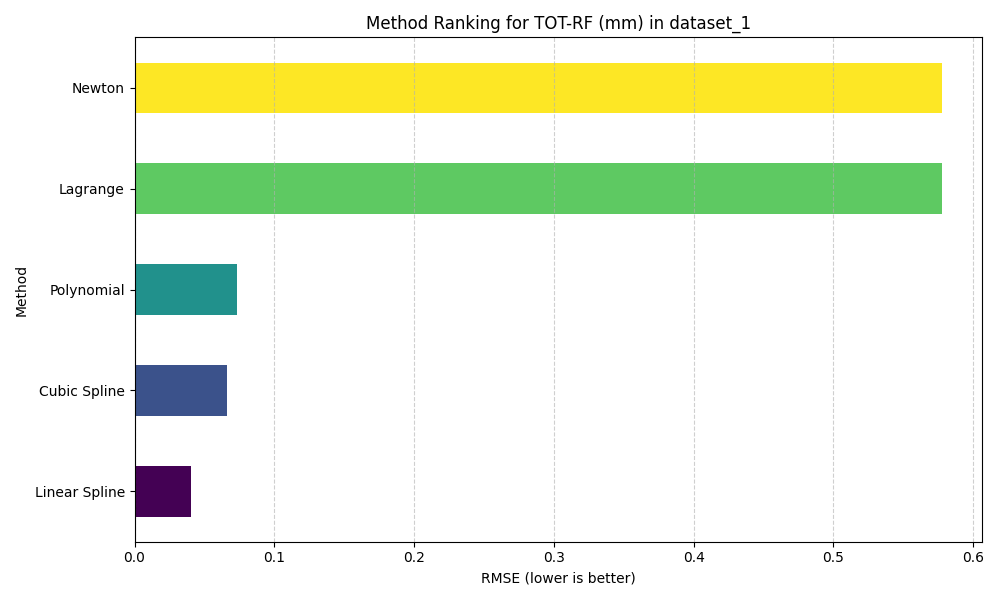 Method Ranking for TOT-RF (mm) in dataset_1
Newton
Lagrange
Polynomial
Cubic Spline
Linear Spline
Method
0.0 0.1 0.2 0.3 0.4 0.5 0.6
RMSE (lower is better)